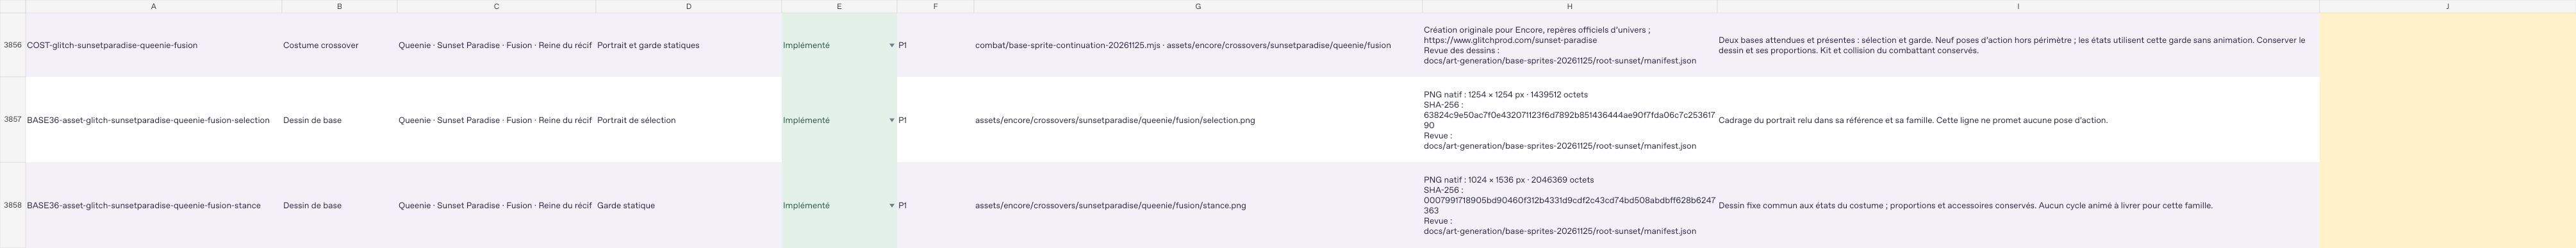 A B C D E F G H I J
3856 COST-glitch-sunsetparadise-queenie-fusion Costume crossover Queenie · Sunset Paradise · Fusion · Reine du récif Portrait et garde statiques Implémenté P1 combat/base-sprite-continuation-20261125.mjs · assets/encore/crossovers/sunsetparadise/queenie/fusion
Création originale pour Encore, repères officiels d'univers ;
https://www.glitchprod.com/sunset-paradise
Revue des dessins :
docs/art-generation/base-sprites-20261125/root-sunset/manifest.json
Deux bases attendues et présentes : sélection et garde. Neuf poses d'action hors périmètre ; les états utilisent cette garde sans animation. Conserver le
dessin et ses proportions. Kit et collision du combattant conservés.
3857 BASE36-asset-glitch-sunsetparadise-queenie-fusion-selection Dessin de base Queenie · Sunset Paradise · Fusion · Reine du récif Portrait de sélection Implémenté P1 assets/encore/crossovers/sunsetparadise/queenie/fusion/selection.png
PNG natif : 1254 × 1254 px · 1439512 octets
SHA-256 :
63824c9e50ac7f0e432071123f6d7892b851436444ae90f7fda06c7c253617
90
Revue :
docs/art-generation/base-sprites-20261125/root-sunset/manifest.json
Cadrage du portrait relu dans sa référence et sa famille. Cette ligne ne promet aucune pose d'action.
3858 BASE36-asset-glitch-sunsetparadise-queenie-fusion-stance Dessin de base Queenie · Sunset Paradise · Fusion · Reine du récif Garde statique Implémenté P1 assets/encore/crossovers/sunsetparadise/queenie/fusion/stance.png
PNG natif : 1024 × 1536 px · 2046369 octets
SHA-256 :
0007991718905bd90460f312b4331d9cdf2c43cd74bd508abdbff628b6247
363
Revue :
docs/art-generation/base-sprites-20261125/root-sunset/manifest.json
Dessin fixe commun aux états du costume ; proportions et accessoires conservés. Aucun cycle animé à livrer pour cette famille.